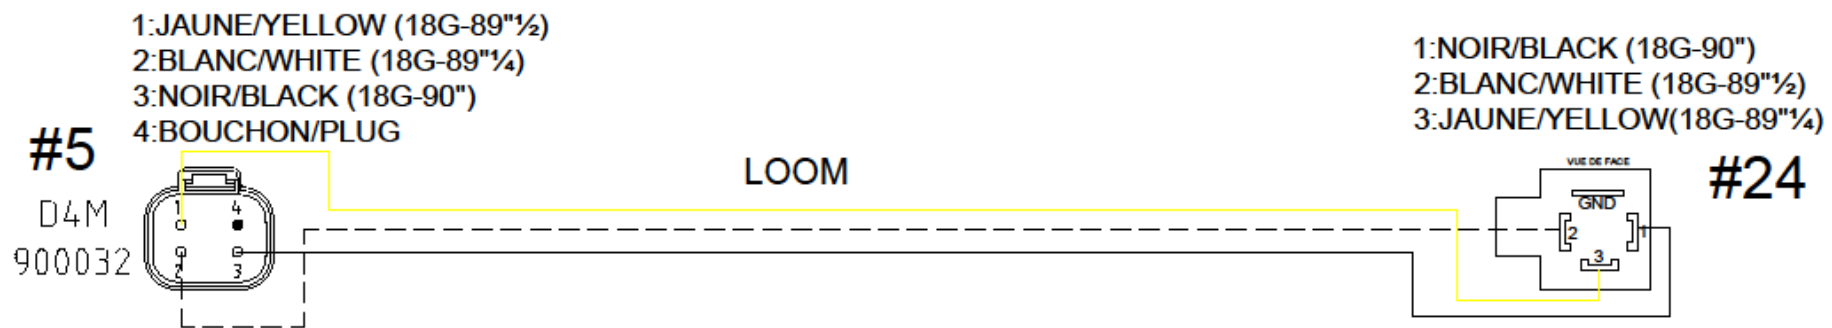 1:JAUNE/YELLOW (18G-89"½)
2:BLANC/WHITE (18G-89"¼)
3:NOIR/BLACK (18G-90")
4:BOUCHON/PLUG
#5
D4M
900032
1
4
2
3
LOOM
1:NOIR/BLACK (18G-90")
2:BLANC/WHITE (18G-89"½)
3:JAUNE/YELLOW(18G-89"¼)
VUE DE FACE
#24
GND
2
1
3